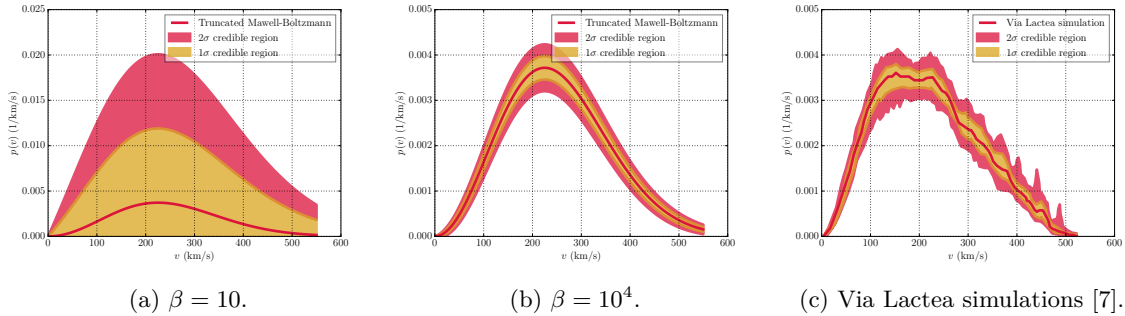 0.025
0.020
0.015
0.010
0.005
0.000
p(v) (1/km/s)
0 100 200 300 400 500 600
v (km/s)
Truncated Mawell-Boltzmann
2σ credible region
1σ credible region
(a) β = 10.
0.005
0.004
0.003
0.002
0.001
0.000
p(v) (1/km/s)
0 100 200 300 400 500 600
v (km/s)
Truncated Mawell-Boltzmann
2σ credible region
1σ credible region
(b) β = 10⁴.
0.005
0.004
0.003
0.002
0.001
0.000
p(v) (1/km/s)
0 100 200 300 400 500 600
v (km/s)
Via Lactea simulation
2σ credible region
1σ credible region
(c) Via Lactea simulations [7].